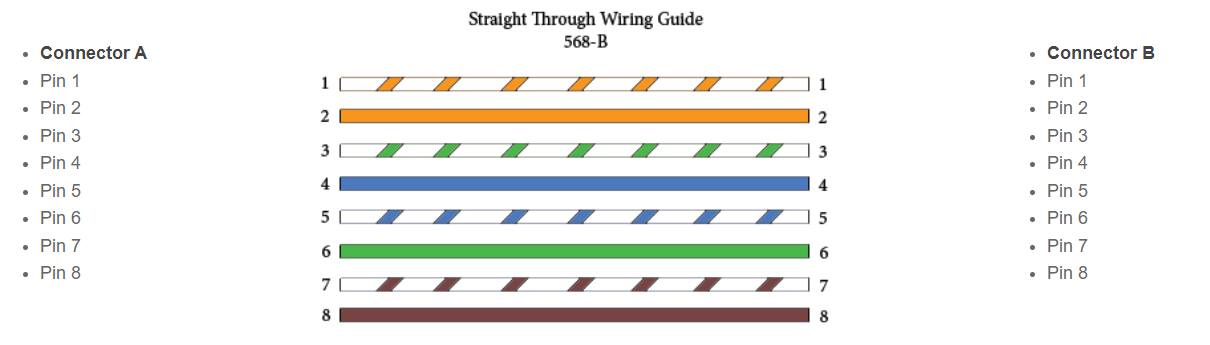 Straight Through Wiring Guide
568-B
Connector A
Pin 1
Pin 2
Pin 3
Pin 4
Pin 5
Pin 6
Pin 7
Pin 8
1 1
2 2
3 3
4 4
5 5
6 6
7 7
8 8
Connector B
Pin 1
Pin 2
Pin 3
Pin 4
Pin 5
Pin 6
Pin 7
Pin 8